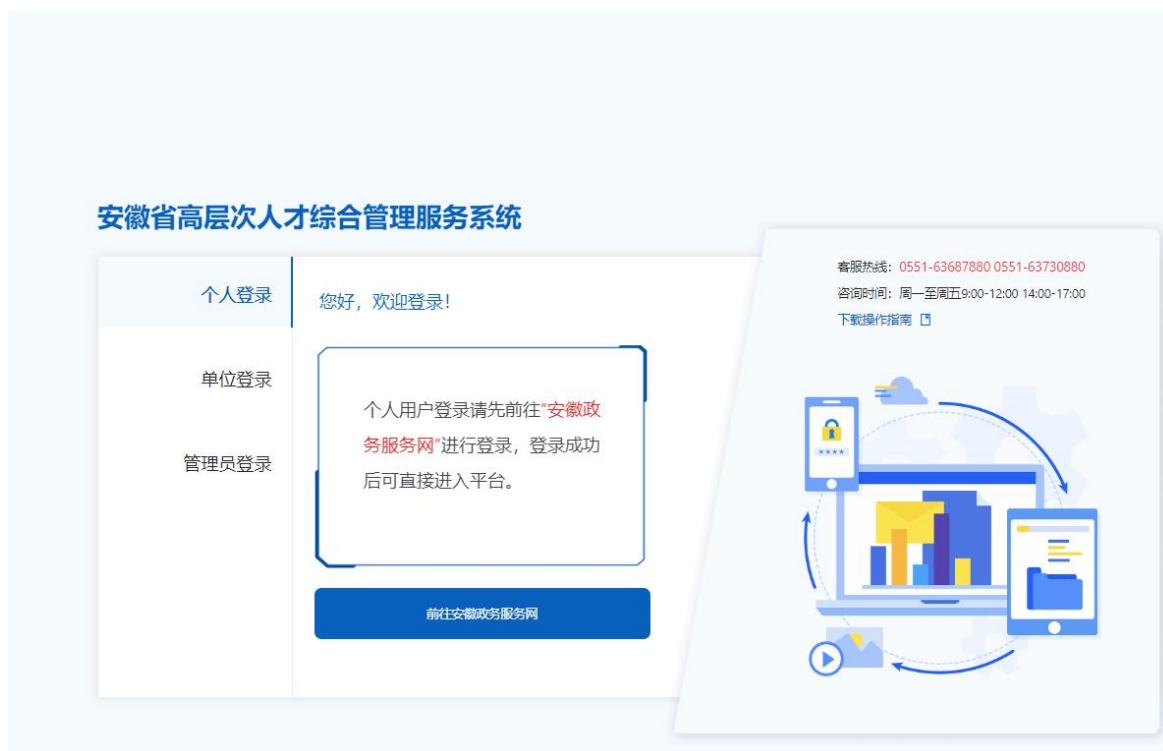 安徽省高层次人才综合管理服务系统
个人登录
单位登录
管理员登录
您好，欢迎登录！
个人用户登录请先前往“安徽政
务服务网”进行登录，登录成功
后可直接进入平台。
前往安徽政务服务网
客服热线：0551-63687880 0551-63730880
咨询时间：周一至周五9:00-12:00 14:00-17:00
下载操作指南
****